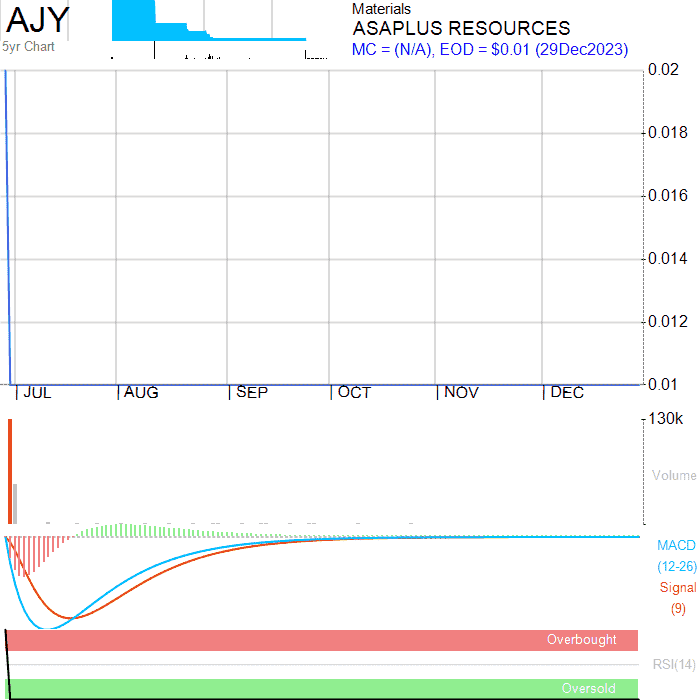 AJY
5yr Chart
Materials
ASAPLUS RESOURCES
MC = (N/A), EOD = $0.01 (29Dec2023)
0.02
0.018
0.016
0.014
0.012
0.01
JUL AUG SEP OCT NOV DEC
130k
Volume
MACD
(12-26)
Signal
(9)
Overbought
RSI(14)
Oversold